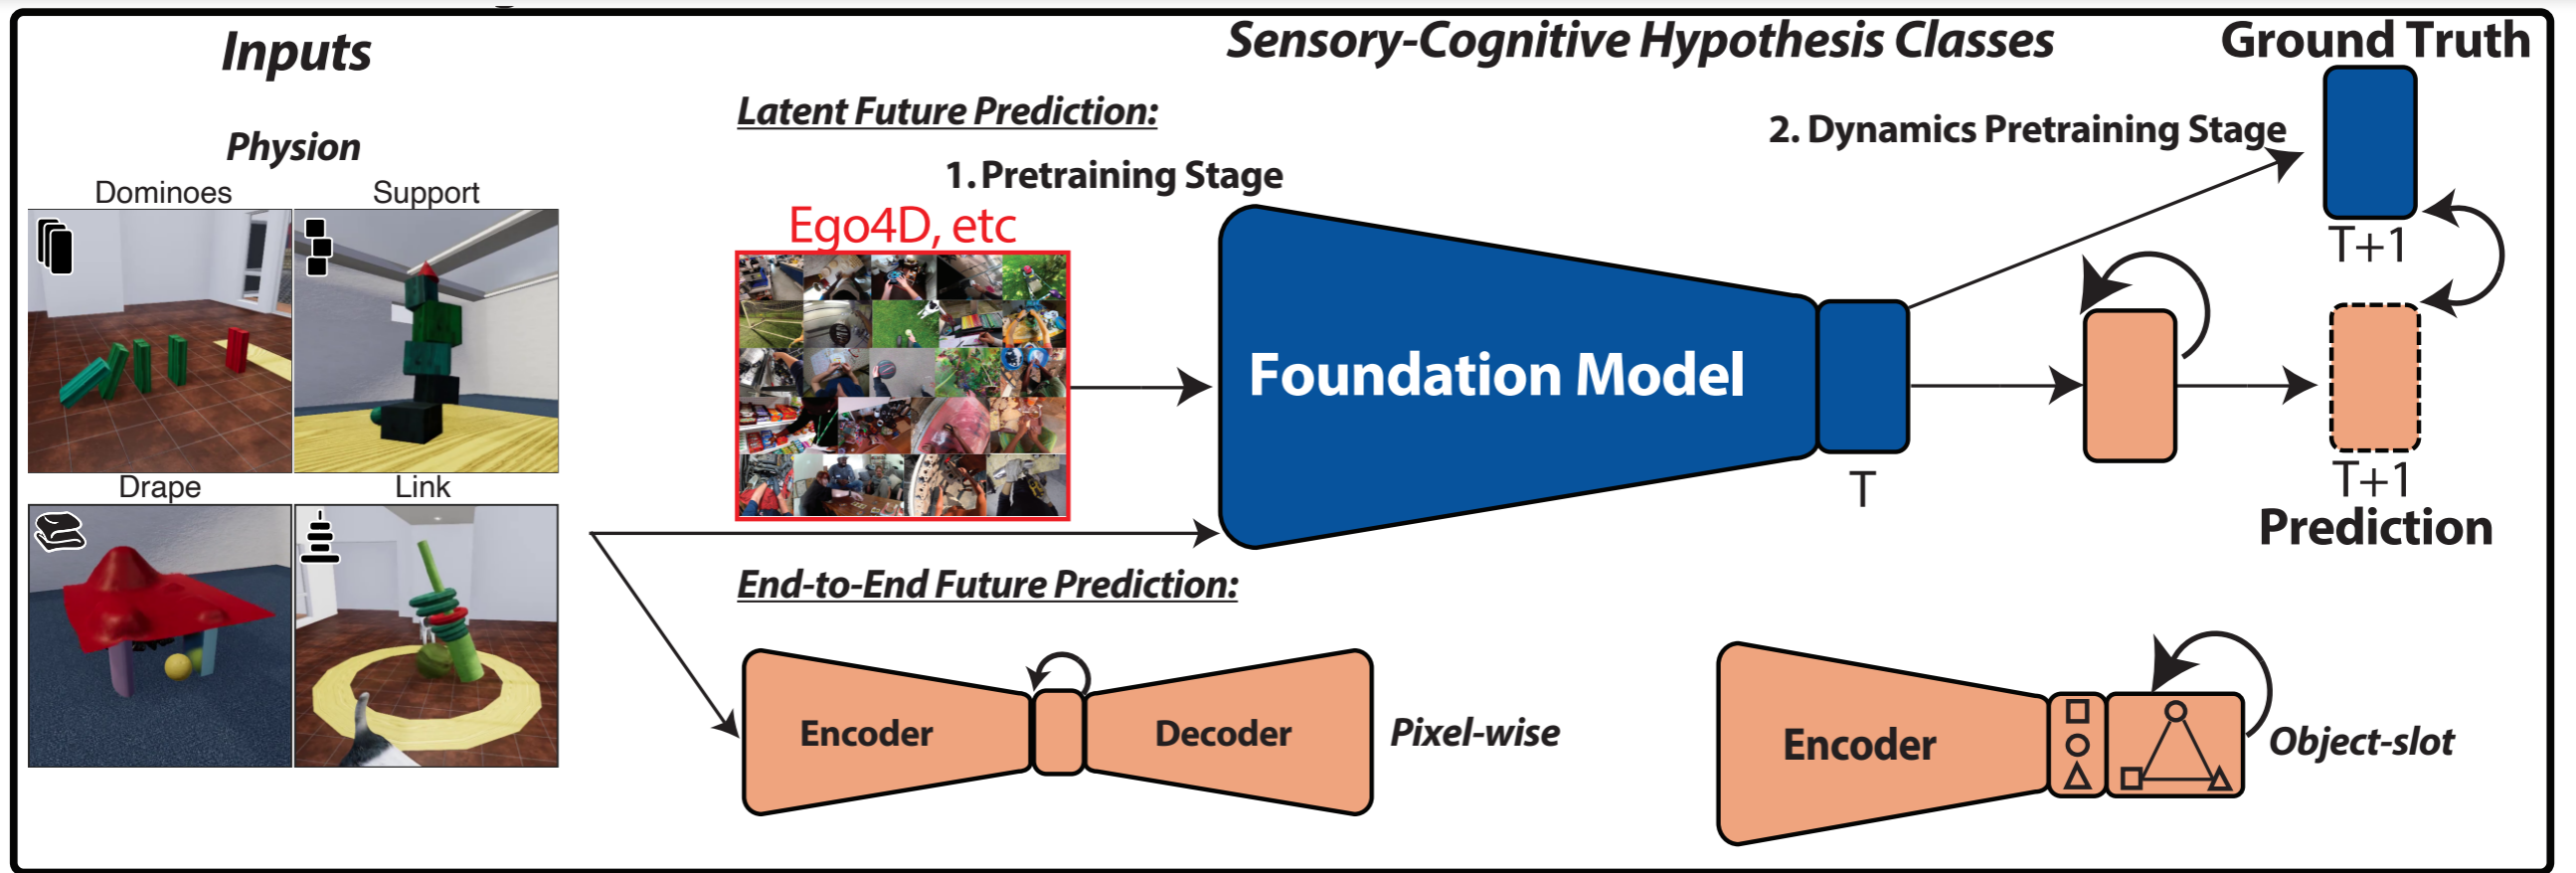 Inputs
Sensory-Cognitive Hypothesis Classes
Ground Truth
Physion
Dominoes
Support
Drape
Link
Latent Future Prediction:
1. Pretraining Stage
Ego4D, etc
2. Dynamics Pretraining Stage
Foundation Model
T
T+1
T+1
Prediction
End-to-End Future Prediction:
Encoder
Decoder
Pixel-wise
Encoder
Object-slot